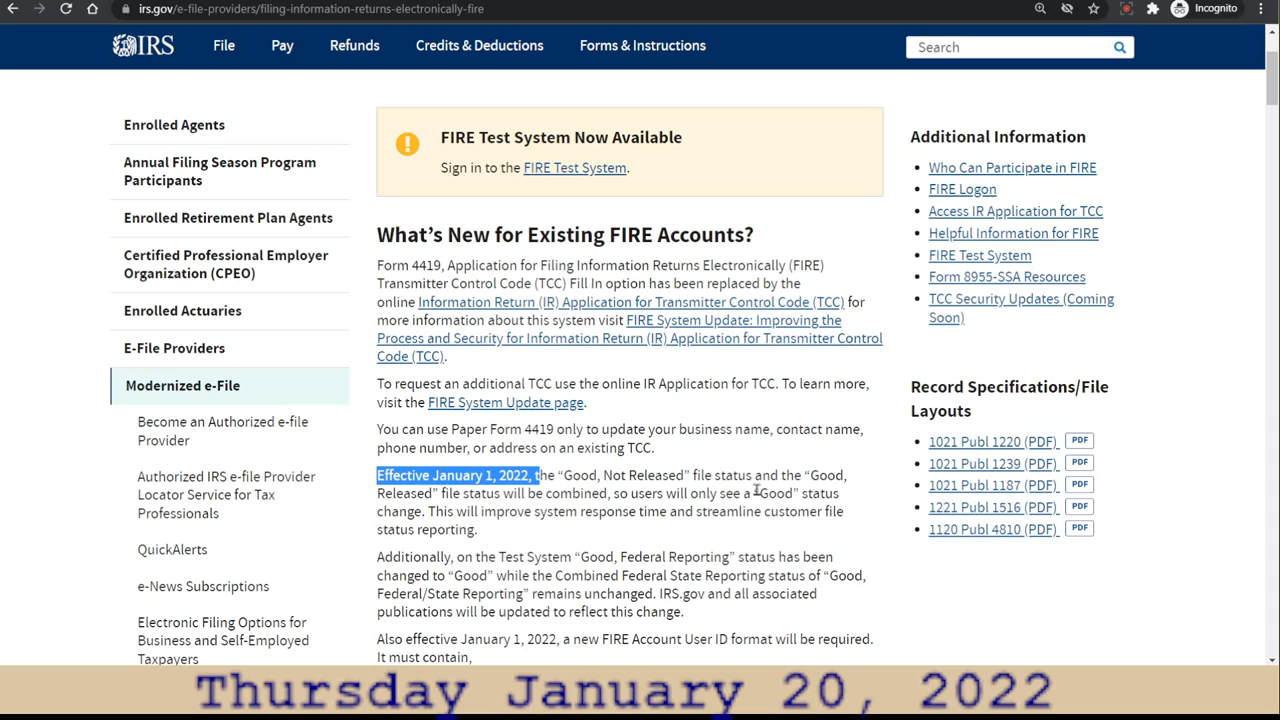 irs.gov/e-file-providers/filing-information-returns-electronically-fire
Incognito
IRS
File
Pay
Refunds
Credits & Deductions
Forms & Instructions
Search
Enrolled Agents
Annual Filing Season Program
Participants
Enrolled Retirement Plan Agents
Certified Professional Employer
Organization (CPEO)
Enrolled Actuaries
E-File Providers
Modernized e-File
Become an Authorized e-file
Provider
Authorized IRS e-file Provider
Locator Service for Tax
Professionals
QuickAlerts
e-News Subscriptions
Electronic Filing Options for
Business and Self-Employed
Taxpayers
FIRE Test System Now Available
Sign in to the FIRE Test System.
What’s New for Existing FIRE Accounts?
Form 4419, Application for Filing Information Returns Electronically (FIRE)
Transmitter Control Code (TCC) Fill In option has been replaced by the
online Information Return (IR) Application for Transmitter Control Code (TCC) for
more information about this system visit FIRE System Update: Improving the
Process and Security for Information Return (IR) Application for Transmitter Control
Code (TCC).
To request an additional TCC use the online IR Application for TCC. To learn more,
visit the FIRE System Update page.
You can use Paper Form 4419 only to update your business name, contact name,
phone number, or address on an existing TCC.
Effective January 1, 2022, the “Good, Not Released” file status and the “Good,
Released” file status will be combined, so users will only see a “Good” status
change. This will improve system response time and streamline customer file
status reporting.
Additionally, on the Test System “Good, Federal Reporting” status has been
changed to “Good” while the Combined Federal State Reporting status of “Good,
Federal/State Reporting” remains unchanged. IRS.gov and all associated
publications will be updated to reflect this change.
Also effective January 1, 2022, a new FIRE Account User ID format will be required.
It must contain,
Additional Information
Who Can Participate in FIRE
FIRE Logon
Access IR Application for TCC
Helpful Information for FIRE
FIRE Test System
Form 8955-SSA Resources
TCC Security Updates (Coming
Soon)
Record Specifications/File
Layouts
1021 Publ 1220 (PDF) PDF
1021 Publ 1239 (PDF) PDF
1021 Publ 1187 (PDF) PDF
1221 Publ 1516 (PDF) PDF
1120 Publ 4810 (PDF) PDF
Thursday January 20, 2022